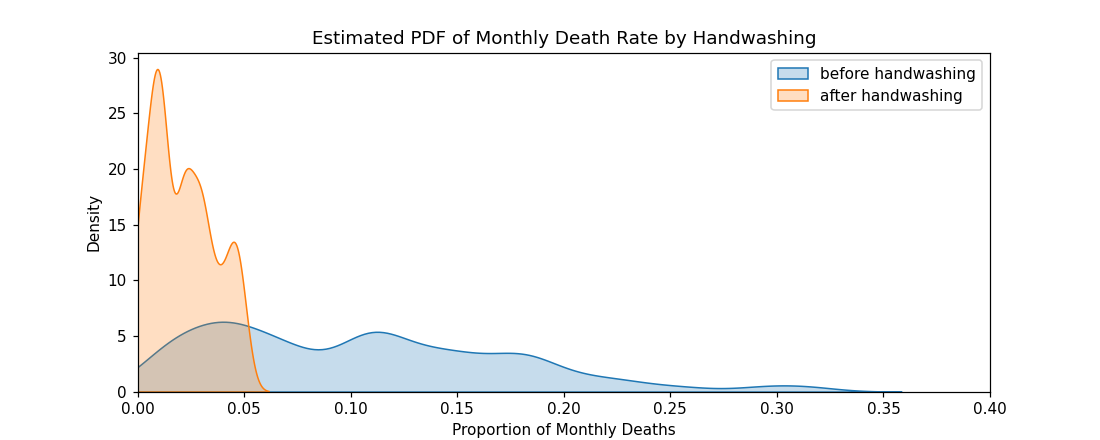 Estimated PDF of Monthly Death Rate by Handwashing
30
25
20
15
10
5
0
Density
before handwashing
after handwashing
0.00 0.05 0.10 0.15 0.20 0.25 0.30 0.35 0.40
Proportion of Monthly Deaths